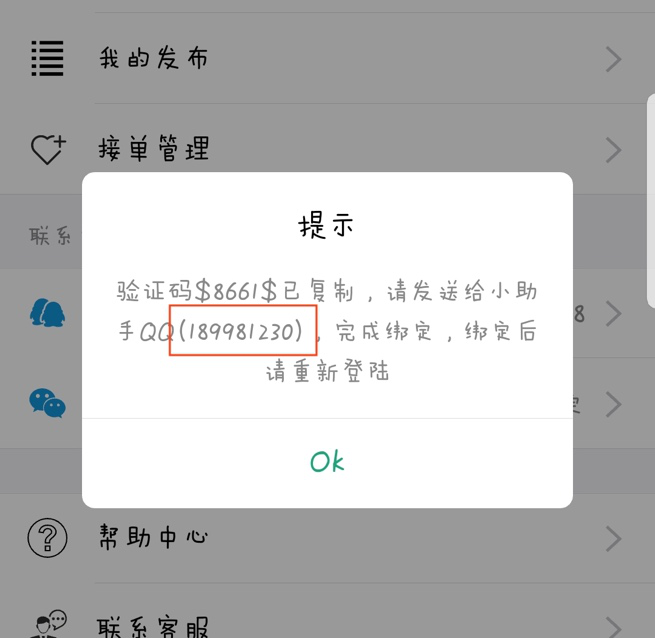 我的发布
接单管理
联系
提示
验证码$8661$已复制，请发送给小助
手QQ(189981230)，完成绑定，绑定后
请重新登陆
8
Ok
帮助中心
联系客服